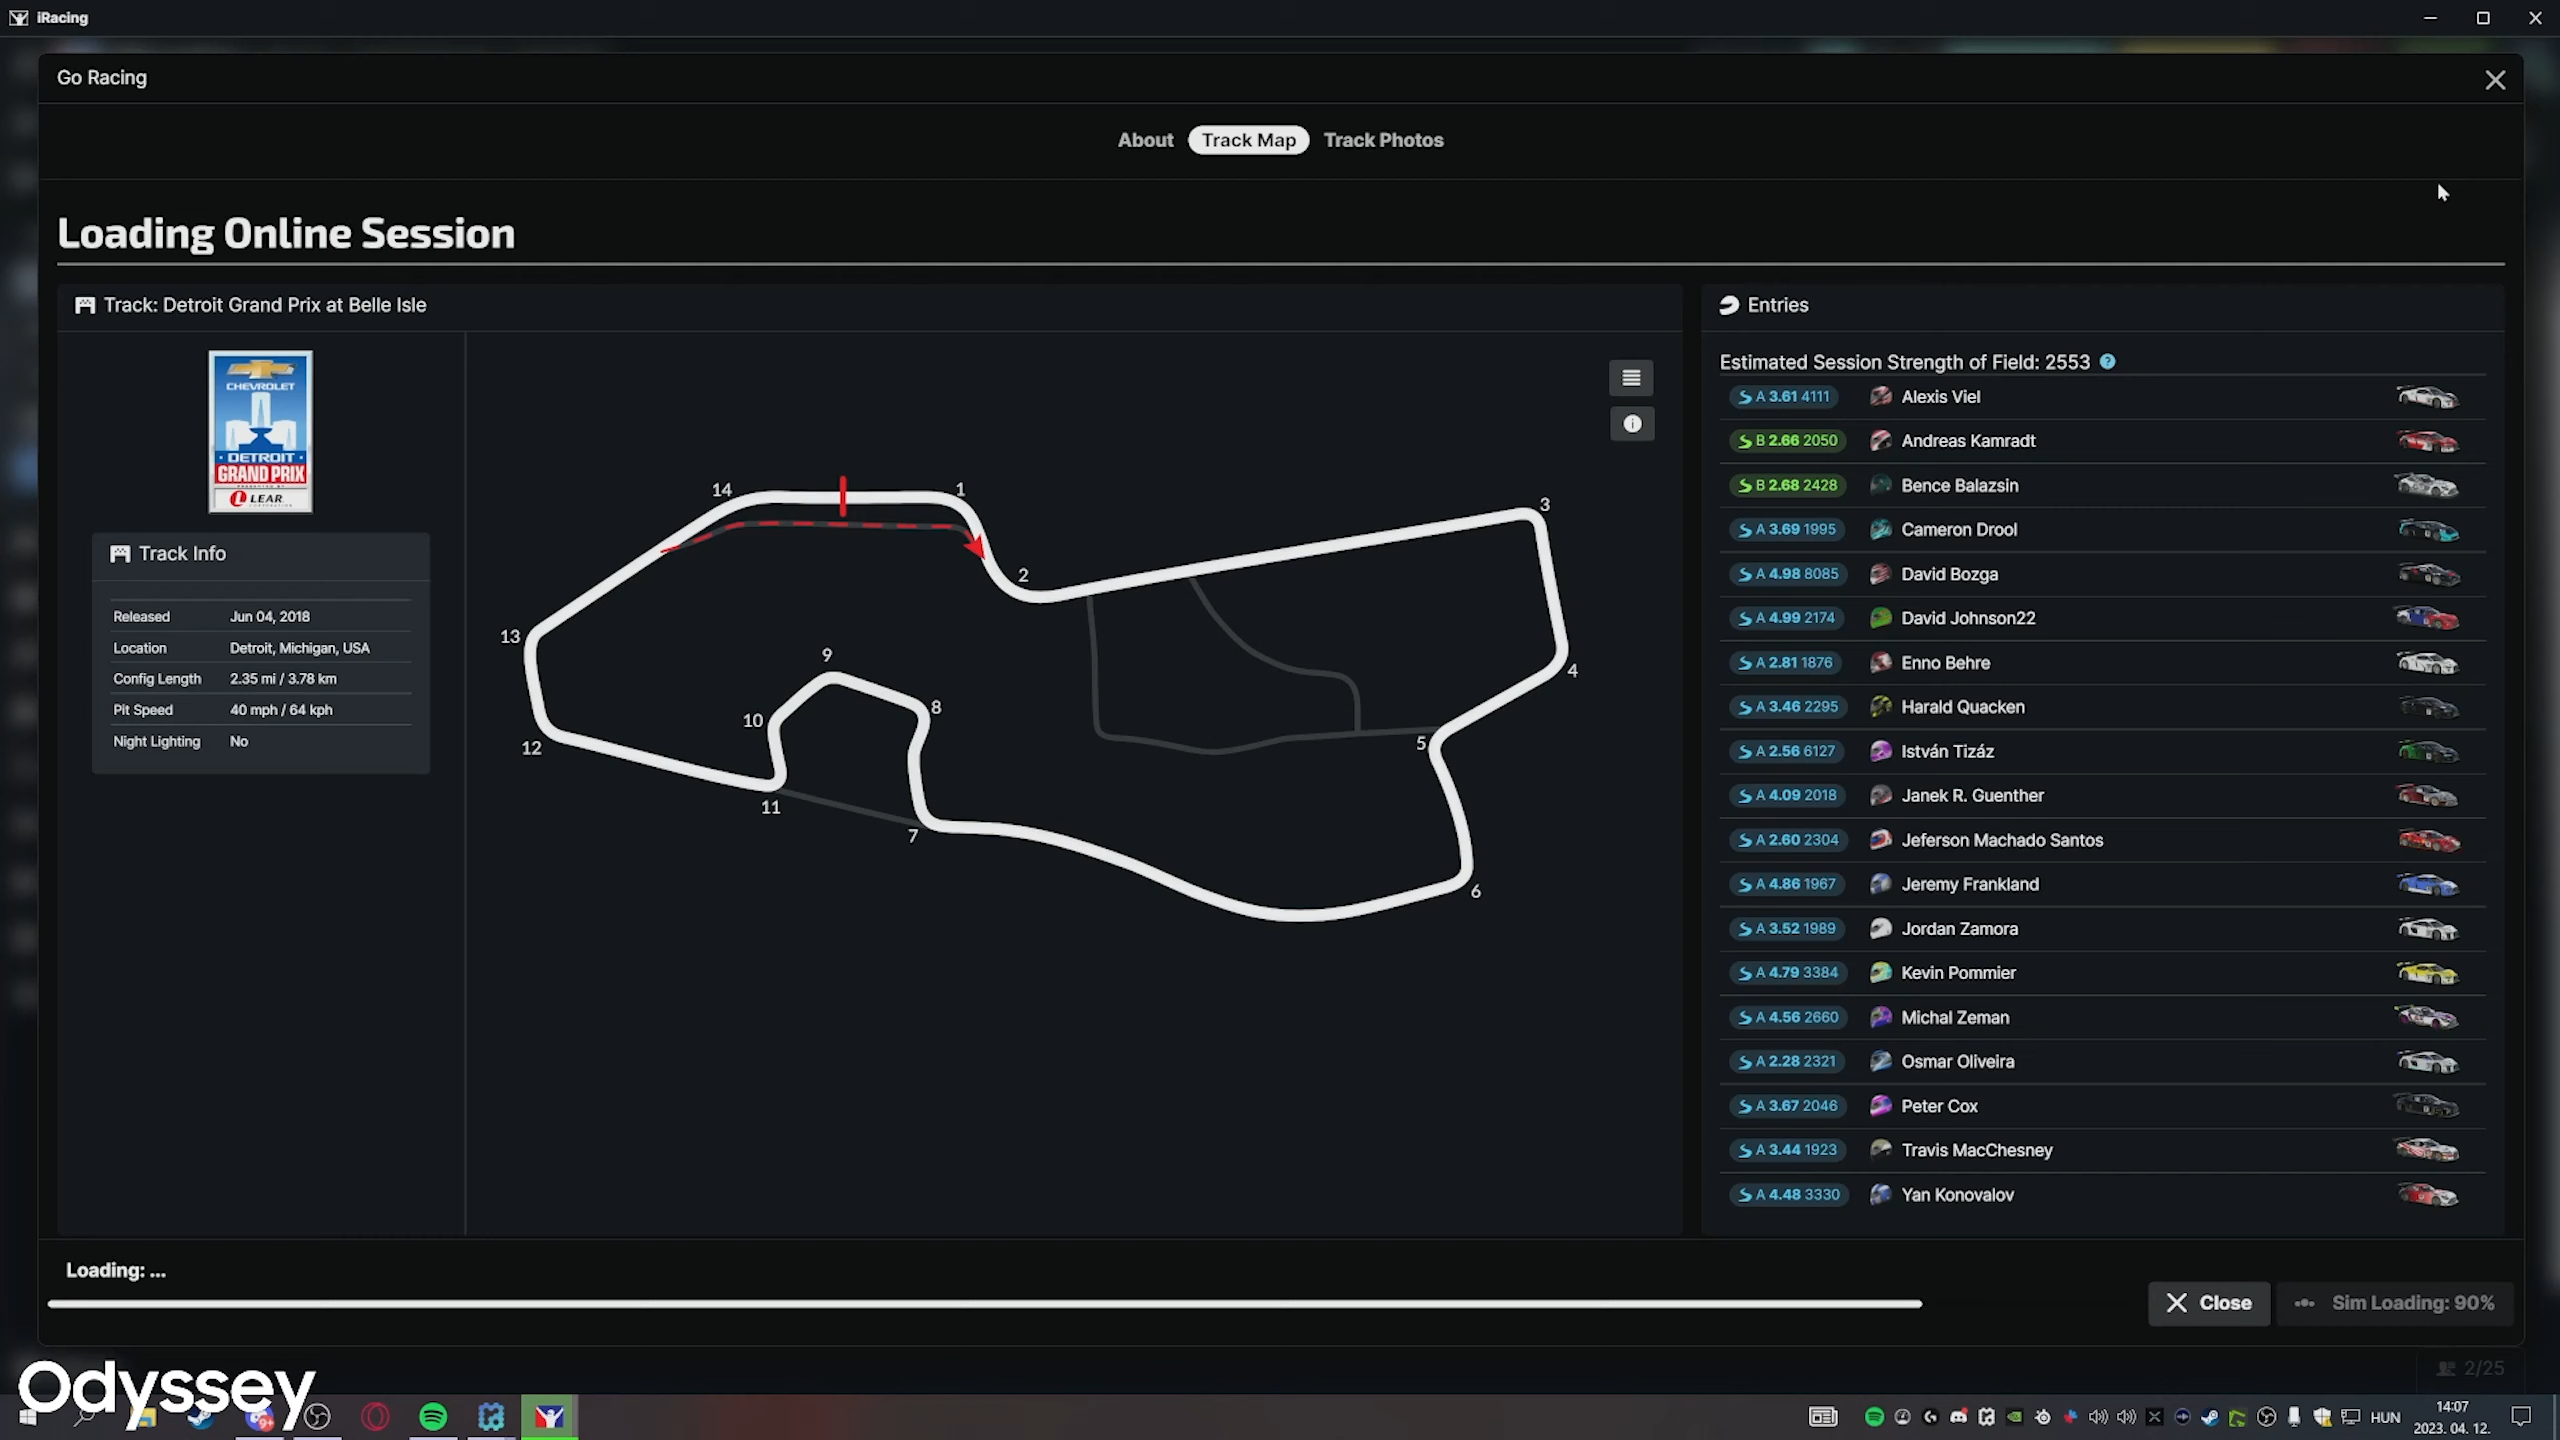 iRacing
Go Racing
About Track Map Track Photos
Loading Online Session
Track: Detroit Grand Prix at Belle Isle
CHEVROLET
DETROIT
GRAND PRIX
LEAR
Track Info
Released Jun 04, 2018
Location Detroit, Michigan, USA
Config Length 2.35 mi / 3.78 km
Pit Speed 40 mph / 64 kph
Night Lighting No
14
1
2
3
4
5
6
7
8
9
10
11
12
13
Entries
Estimated Session Strength of Field: 2553 ?
A 3.61 4111 Alexis Viel
B 2.66 2050 Andreas Kamradt
B 2.68 2428 Bence Balazsin
A 3.69 1995 Cameron Drool
A 4.98 8085 David Bozga
A 4.99 2174 David Johnson22
A 2.81 1876 Enno Behre
A 3.46 2295 Harald Quacken
A 2.56 6127 István Tizáz
A 4.09 2018 Janek R. Guenther
A 2.60 2304 Jeferson Machado Santos
A 4.86 1967 Jeremy Frankland
A 3.52 1989 Jordan Zamora
A 4.79 3384 Kevin Pommier
A 4.56 2660 Michal Zeman
A 2.28 2321 Osmar Oliveira
A 3.67 2046 Peter Cox
A 3.44 1923 Travis MacChesney
A 4.48 3330 Yan Konovalov
Loading: ...
Close
Sim Loading: 90%
2/25
Odyssey
9+
HUN
14:07
2023. 04. 12.